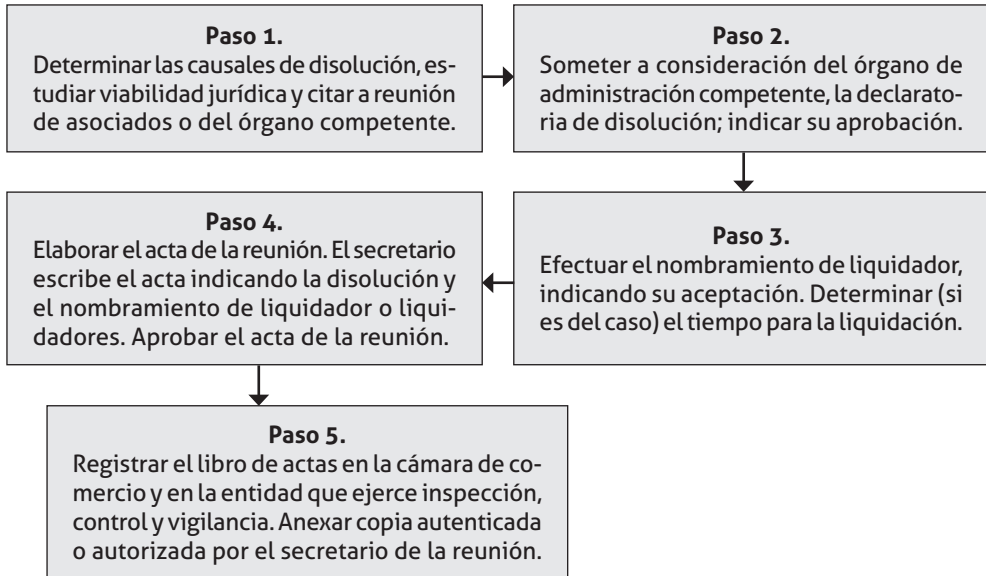 Paso 1.
Determinar las causales de disolución, es-
tudiar viabilidad jurídica y citar a reunión
de asociados o del órgano competente.
Paso 2.
Someter a consideración del órgano de
administración competente, la declarato-
ria de disolución; indicar su aprobación.
Paso 3.
Efectuar el nombramiento de liquidador,
indicando su aceptación. Determinar (si
es del caso) el tiempo para la liquidación.
Paso 4.
Elaborar el acta de la reunión. El secretario
escribe el acta indicando la disolución y
el nombramiento de liquidador o liqui-
dadores. Aprobar el acta de la reunión.
Paso 5.
Registrar el libro de actas en la cámara de co-
mercio y en la entidad que ejerce inspección,
control y vigilancia. Anexar copia autenticada
o autorizada por el secretario de la reunión.